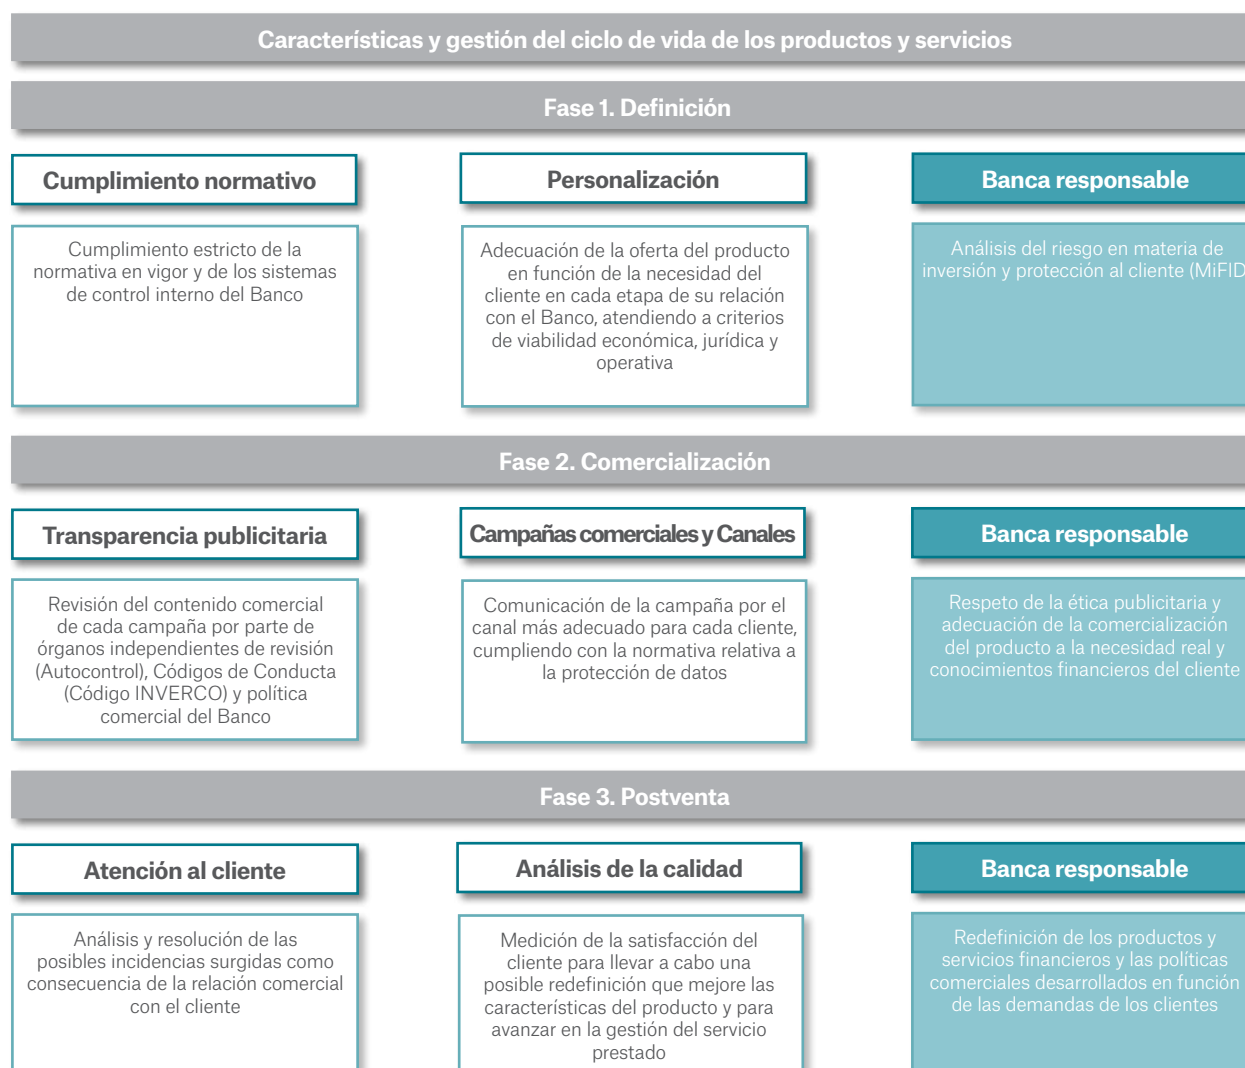 Características y gestión del ciclo de vida de los productos y servicios
Fase 1. Definición
Cumplimiento normativo
Cumplimiento estricto de la
normativa en vigor y de los sistemas
de control interno del Banco
Personalización
Adecuación de la oferta del producto
en función de la necesidad del
cliente en cada etapa de su relación
con el Banco, atendiendo a criterios
de viabilidad económica, jurídica y
operativa
Banca responsable
Análisis del riesgo en materia de
inversión y protección al cliente (MiFID
Fase 2. Comercialización
Transparencia publicitaria
Revisión del contenido comercial
de cada campaña por parte de
órganos independientes de revisión
(Autocontrol), Códigos de Conducta
(Código INVERCO) y política
comercial del Banco
Campañas comerciales y Canales
Comunicación de la campaña por el
canal más adecuado para cada cliente,
cumpliendo con la normativa relativa a
la protección de datos
Banca responsable
Respeto de la ética publicitaria y
adecuación de la comercialización
del producto a la necesidad real y
conocimientos financieros del cliente
Fase 3. Postventa
Atención al cliente
Análisis y resolución de las
posibles incidencias surgidas como
consecuencia de la relación comercial
con el cliente
Análisis de la calidad
Medición de la satisfacción del
cliente para llevar a cabo una
posible redefinición que mejore las
características del producto y para
avanzar en la gestión del servicio
prestado
Banca responsable
Redefinición de los productos y
servicios financieros y las políticas
comerciales desarrollados en función
de las demandas de los clientes